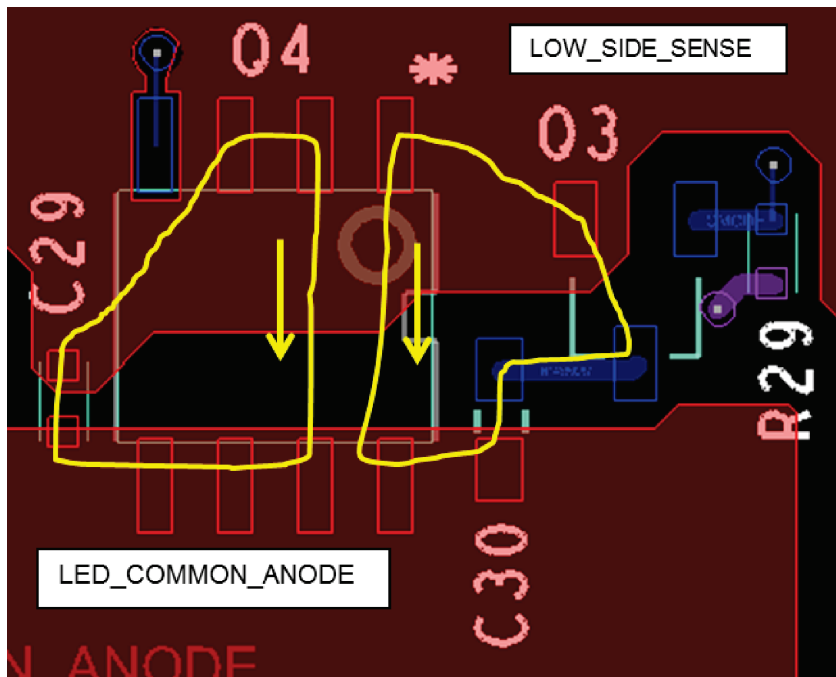 Q4
*
LOW_SIDE_SENSE
Q3
C29
R29
LED_COMMON_ANODE
C30
N_ANODE